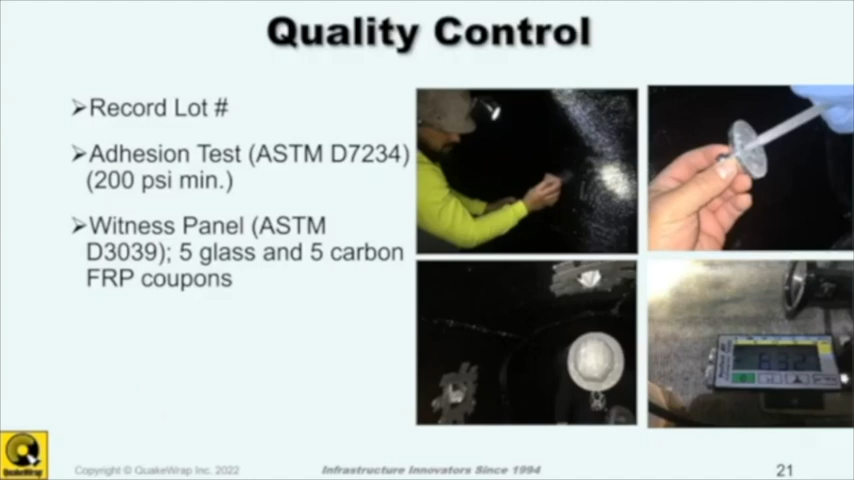 Quality Control
➢Record Lot #
➢Adhesion Test (ASTM D7234)
(200 psi min.)
➢Witness Panel (ASTM
D3039); 5 glass and 5 carbon
FRP coupons
QuakeWrap
Copyright © QuakeWrap Inc. 2022
Infrastructure Innovators Since 1994
21